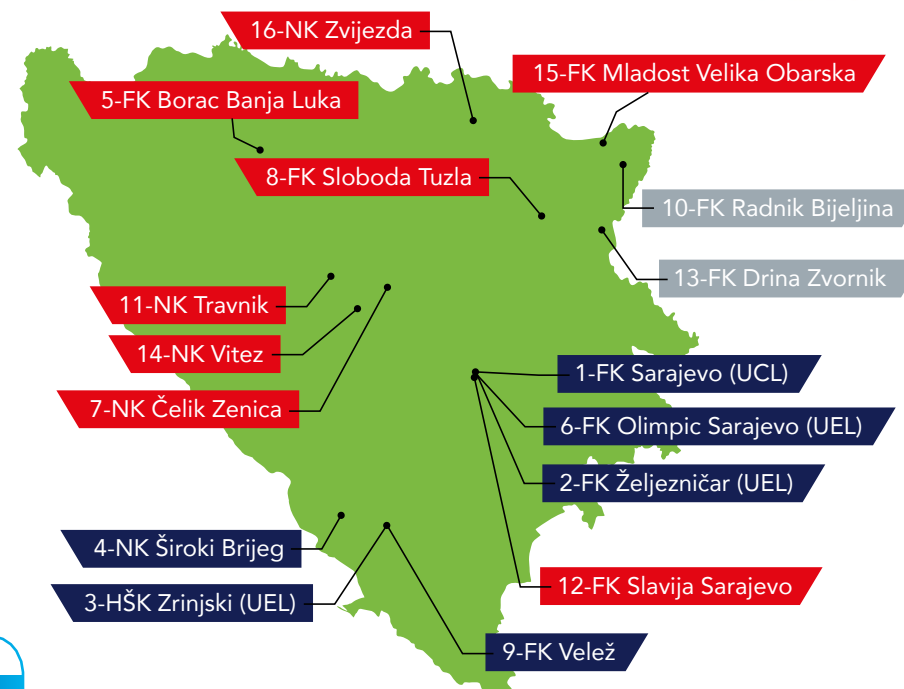 16-NK Zvijezda
15-FK Mladost Velika Obarska
5-FK Borac Banja Luka
8-FK Sloboda Tuzla
10-FK Radnik Bijeljina
13-FK Drina Zvornik
11-NK Travnik
14-NK Vitez
1-FK Sarajevo (UCL)
7-NK Čelik Zenica
6-FK Olimpic Sarajevo (UEL)
2-FK Željezničar (UEL)
4-NK Široki Brijeg
12-FK Slavija Sarajevo
3-HŠK Zrinjski (UEL)
9-FK Velež